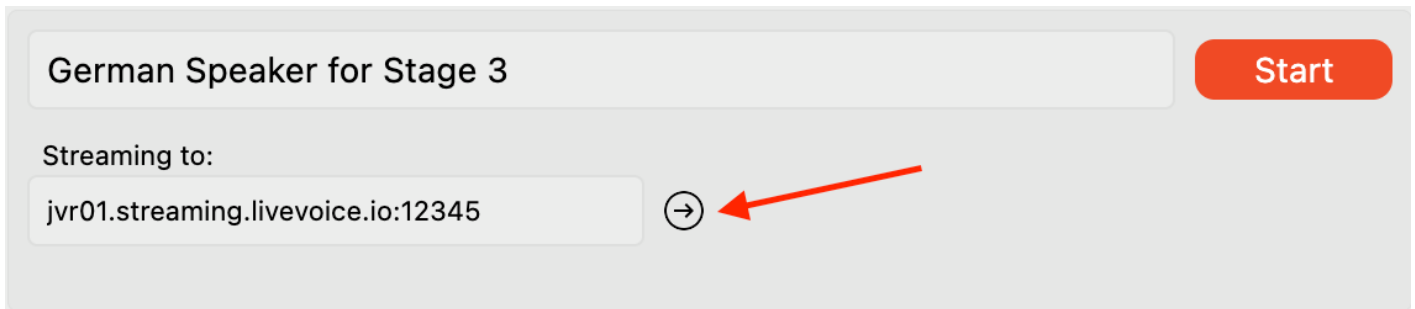 German Speaker for Stage 3
Start
Streaming to:
jvr01.streaming.livevoice.io:12345